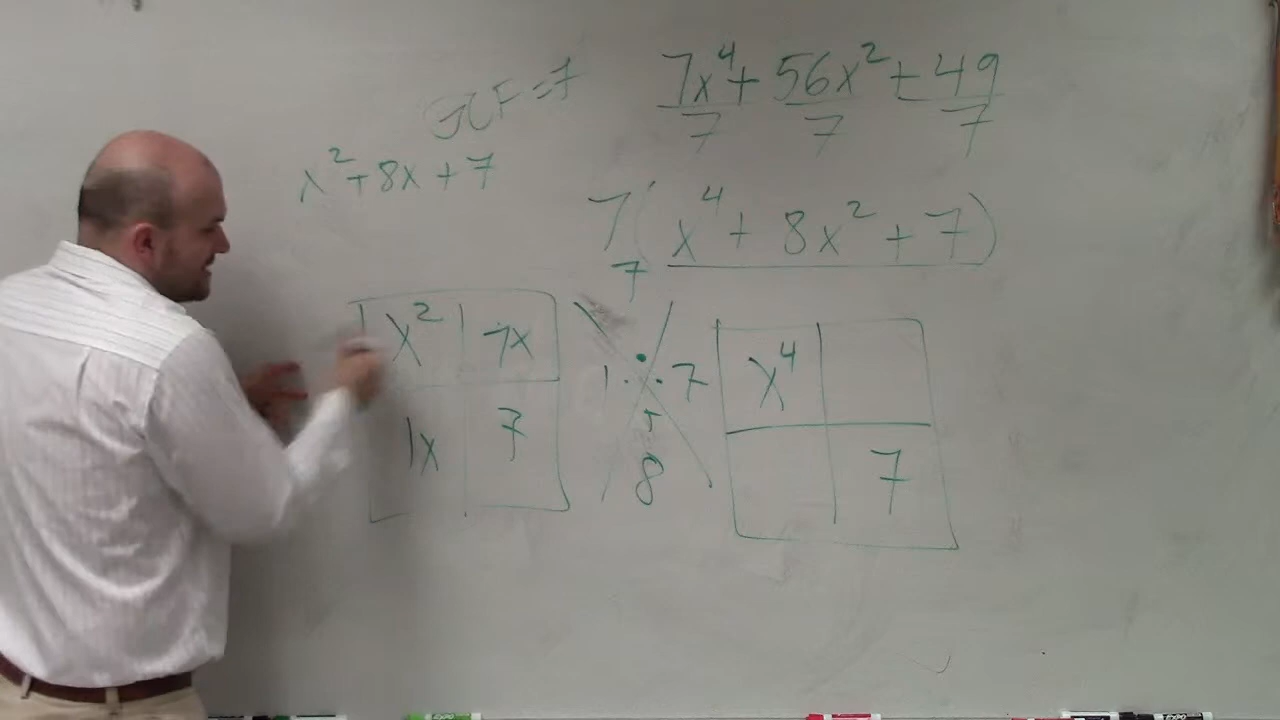 7x⁴ + 56x² + 49
GCF = 7
7 7 7
x² + 8x + 7
7(x⁴ + 8x² + 7)
7
x² 7x
x⁴
1 · · 7
+
1x 7
8
7